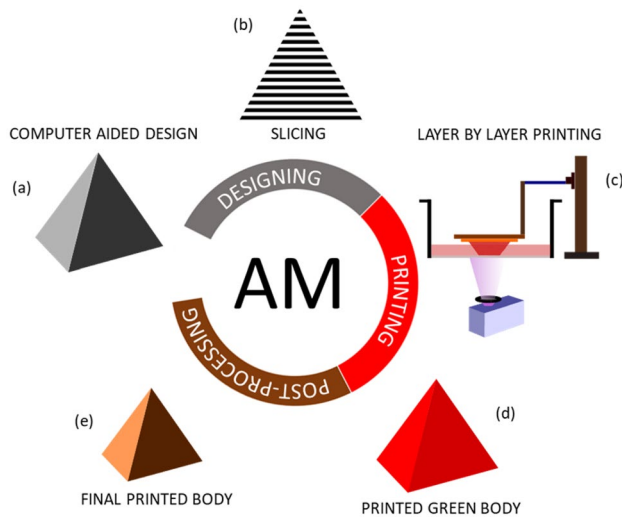 (b)
SLICING
COMPUTER AIDED DESIGN
(a)
LAYER BY LAYER PRINTING
(c)
DESIGNING
PRINTING
POST-PROCESSING
AM
(e)
FINAL PRINTED BODY
(d)
PRINTED GREEN BODY